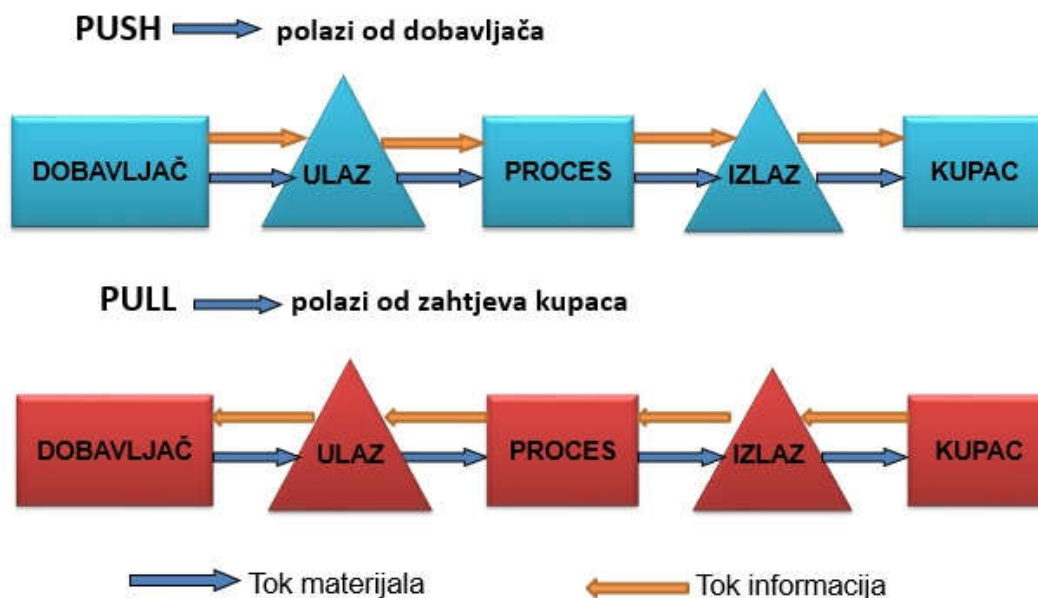 PUSH polazi od dobavljača
DOBAVLJAČ ULAZ PROCES IZLAZ KUPAC
PULL polazi od zahtjeva kupaca
DOBAVLJAČ ULAZ PROCES IZLAZ KUPAC
Tok materijala Tok informacija